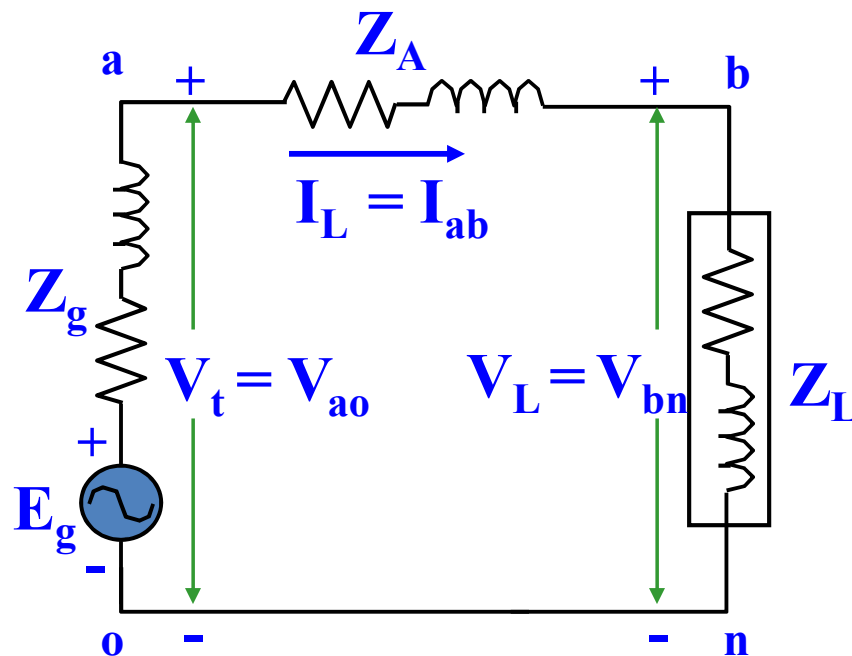 Z_A
a + + b
I_L = I_ab
Z_g
V_t = V_ao V_L = V_bn
Z_L
+
E_g
-
o - - n